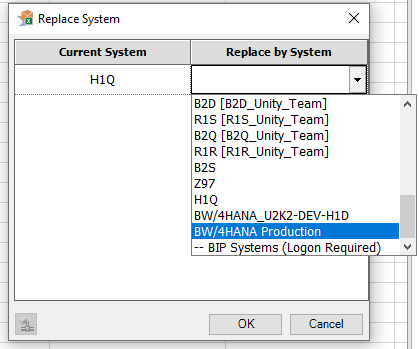 Replace System
Current System
Replace by System
H1Q
B2D [B2D_Unity_Team]
R1S [R1S_Unity_Team]
B2Q [B2Q_Unity_Team]
R1R [R1R_Unity_Team]
B2S
Z97
H1Q
BW/4HANA_U2K2-DEV-H1D
BW/4HANA Production
-- BIP Systems (Logon Required)
OK
Cancel